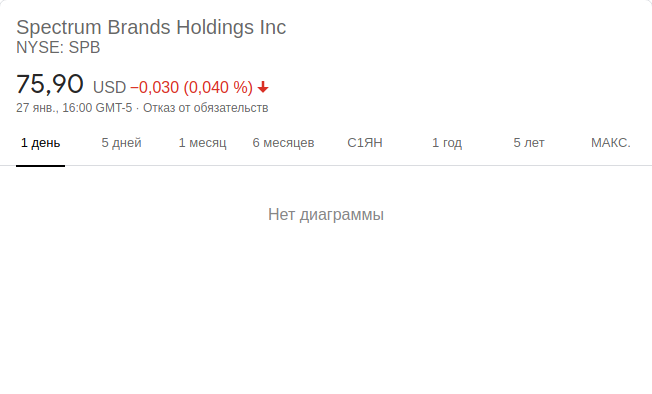 Spectrum Brands Holdings Inc
NYSE: SPB
75,90 USD −0,030 (0,040 %)
27 янв., 16:00 GMT-5 · Отказ от обязательств
1 день 5 дней 1 месяц 6 месяцев С1ЯН 1 год 5 лет МАКС.
Нет диаграммы